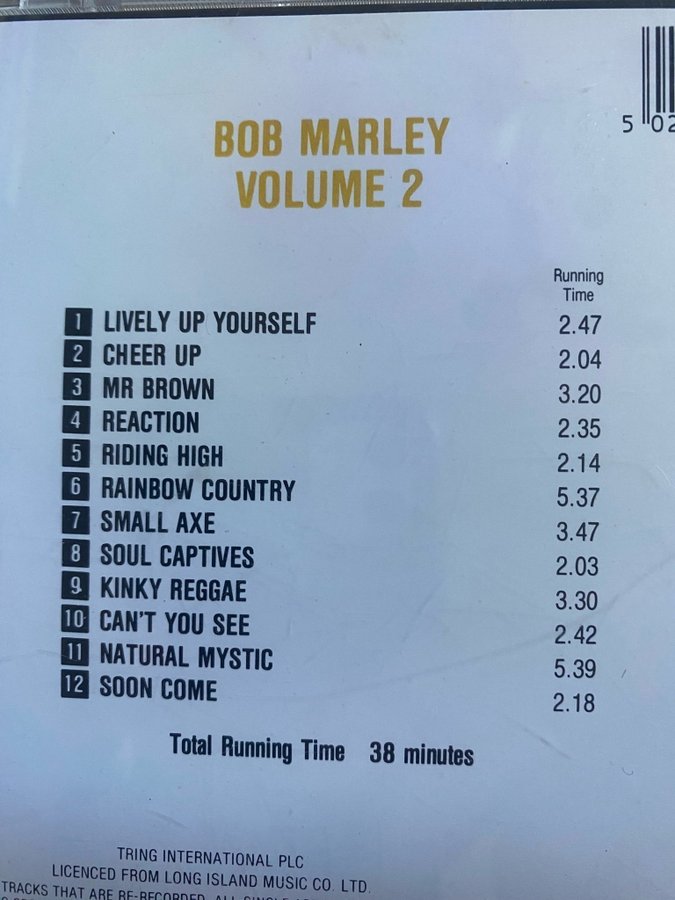 5 02
BOB MARLEY
VOLUME 2
Running
Time
1 LIVELY UP YOURSELF 2.47
2 CHEER UP 2.04
3 MR BROWN 3.20
4 REACTION 2.35
5 RIDING HIGH 2.14
6 RAINBOW COUNTRY 5.37
7 SMALL AXE 3.47
8 SOUL CAPTIVES 2.03
9 KINKY REGGAE 3.30
10 CAN'T YOU SEE 2.42
11 NATURAL MYSTIC 5.39
12 SOON COME 2.18
Total Running Time 38 minutes
TRING INTERNATIONAL PLC
LICENCED FROM LONG ISLAND MUSIC CO. LTD.
TRACKS THAT ARE RE-RECORDED. ALL SINGLE